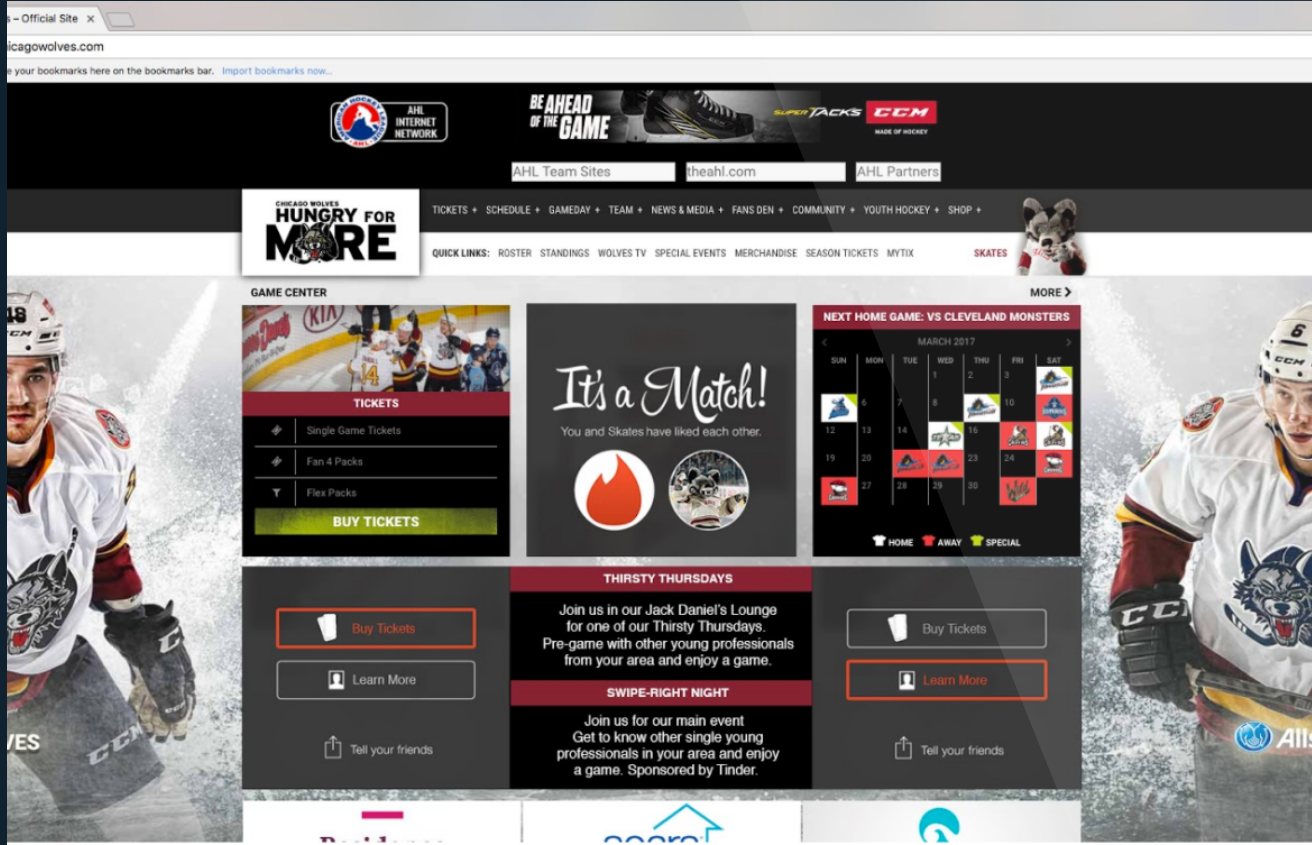 s – Official Site ×
icagowolves.com
e your bookmarks here on the bookmarks bar. Import bookmarks now...
AHL
INTERNET
NETWORK
BE AHEAD
OF THE GAME
SUPER TACKS
CCM
MADE OF HOCKEY
AHL Team Sites
theahl.com
AHL Partners
CHICAGO WOLVES
HUNGRY FOR
MORE
TICKETS + SCHEDULE + GAMEDAY + TEAM + NEWS & MEDIA + FANS DEN + COMMUNITY + YOUTH HOCKEY + SHOP +
QUICK LINKS: ROSTER STANDINGS WOLVES TV SPECIAL EVENTS MERCHANDISE SEASON TICKETS MYTIX
SKATES
GAME CENTER
MORE
KIA
14
TICKETS
Single Game Tickets
Fan 4 Packs
Flex Packs
BUY TICKETS
It's a Match!
You and Skates have liked each other.
NEXT HOME GAME: VS CLEVELAND MONSTERS
MARCH 2017
SUN MON TUE WED THU FRI SAT
1 2 3
6 7 8 10
12 13 14 16
19 20 23 24
27 28 29 30
HOME AWAY SPECIAL
Buy Tickets
Learn More
Tell your friends
THIRSTY THURSDAYS
Join us in our Jack Daniel's Lounge
for one of our Thirsty Thursdays.
Pre-game with other young professionals
from your area and enjoy a game.
SWIPE-RIGHT NIGHT
Join us for our main event
Get to know other single young
professionals in your area and enjoy
a game. Sponsored by Tinder.
Buy Tickets
Learn More
Tell your friends
18
CCM
CCM
VES
6
CCM
CCM
Alls